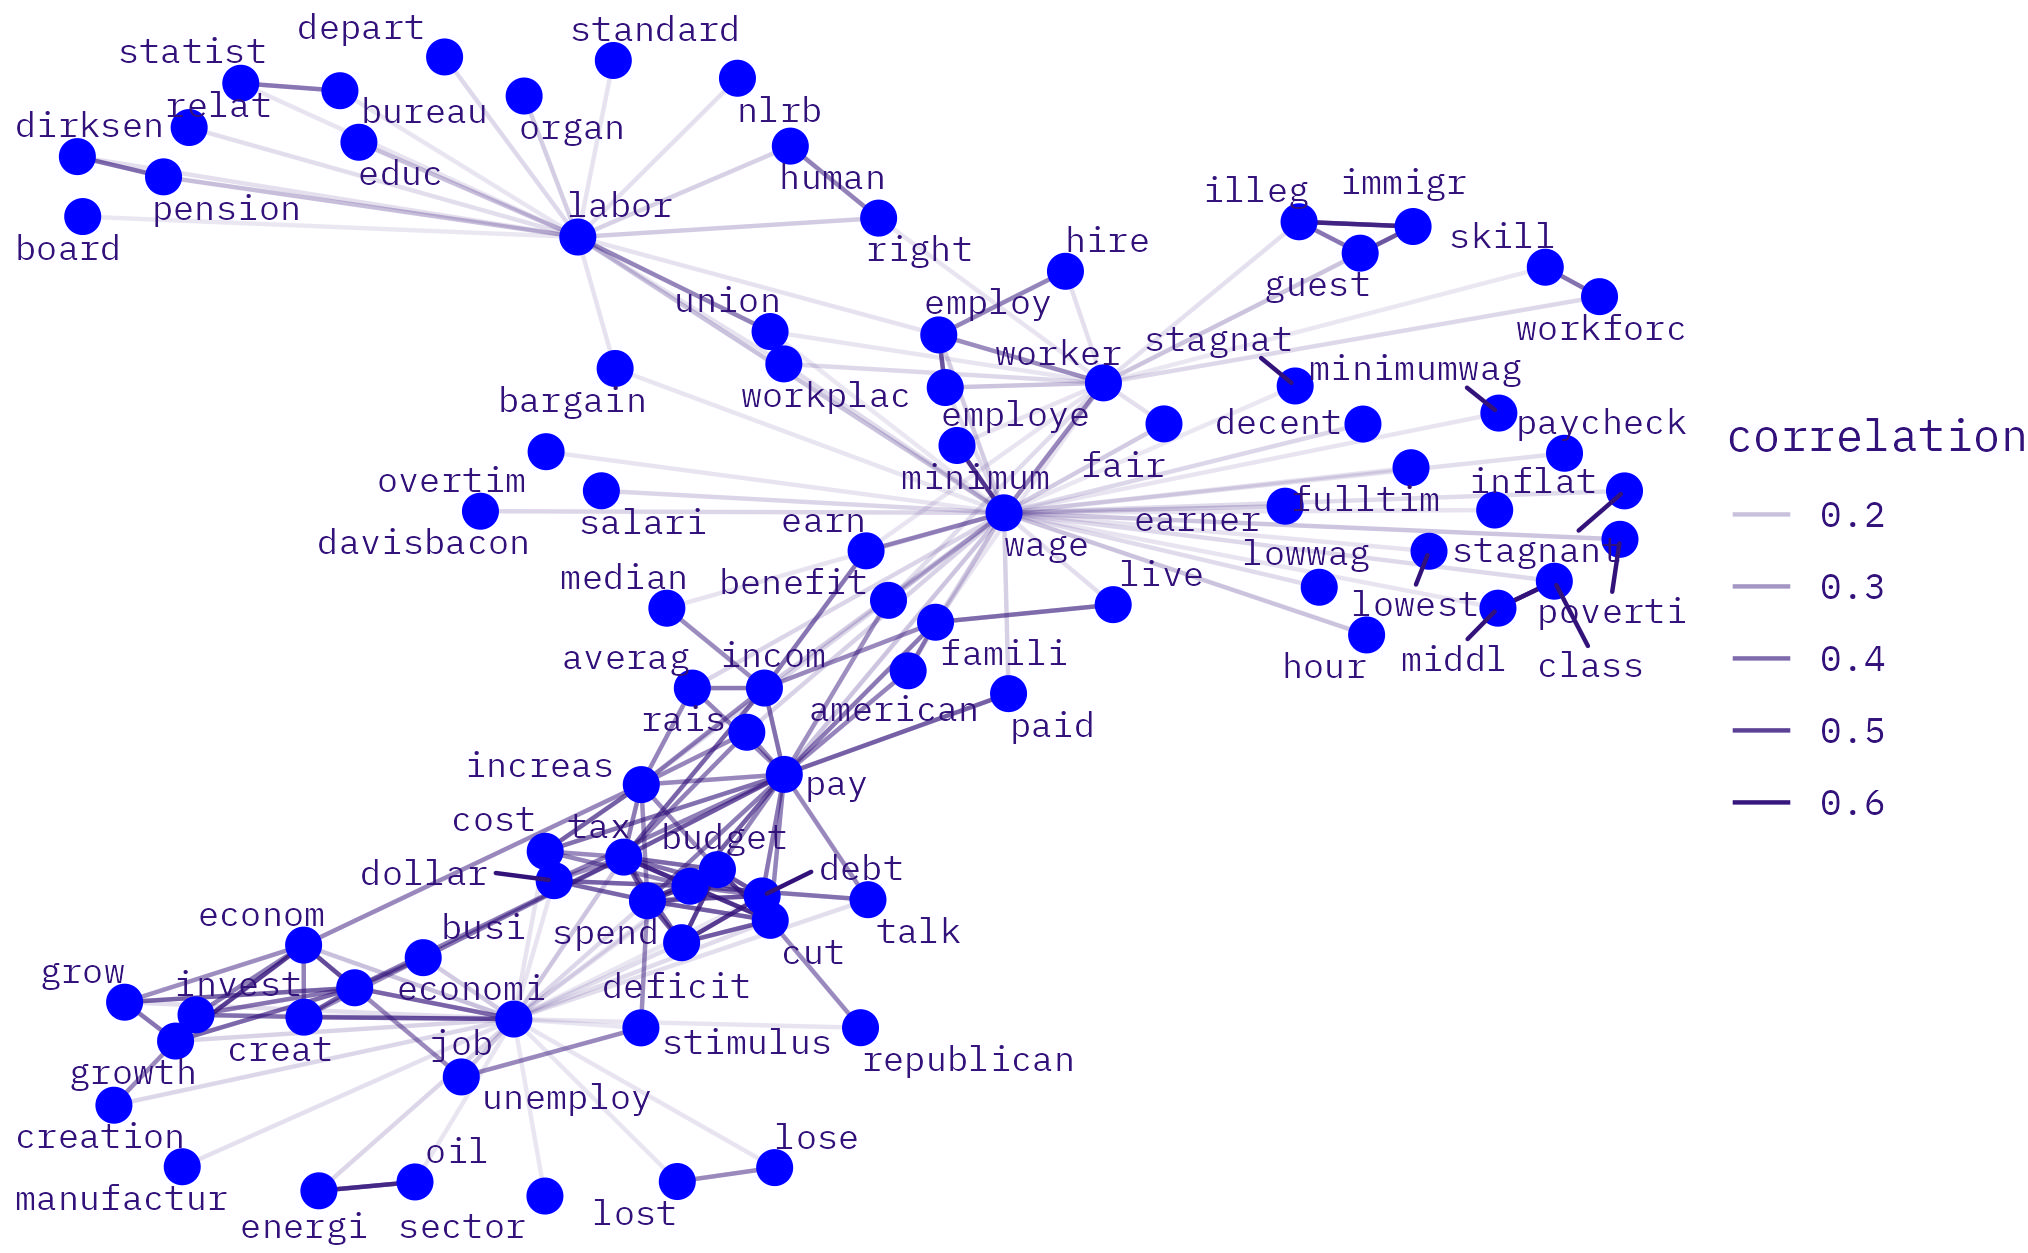 depart
standard
statist
relat
bureau
nlrb
dirksen
organ
educ
human
illeg
immigr
pension
labor
board
right
hire
skill
guest
union
employ
workforc
worker
stagnat
minimumwag
bargain
workplac
employe
decent
paycheck
correlation
overtim
minimum
fair
inflat
fulltim
0.2
salari
earn
earner
davisbacon
wage
lowwag
stagnant
median
benefit
live
0.3
lowest
poverti
averag
incom
famili
hour
middl
class
0.4
rais
american
paid
increas
pay
0.5
cost
tax
budget
0.6
dollar
debt
econom
busi
spend
talk
cut
grow
invest
economi
deficit
creat
job
stimulus
republican
growth
unemploy
creation
oil
lose
manufactur
energi
sector
lost